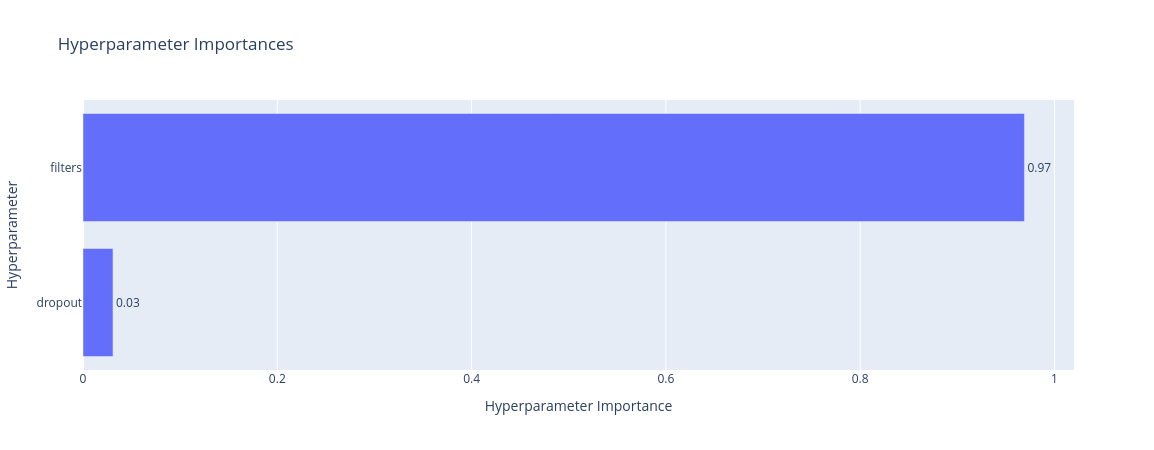 Hyperparameter Importances
Hyperparameter
filters
0.97
dropout
0.03
0
0.2
0.4
0.6
0.8
1
Hyperparameter Importance